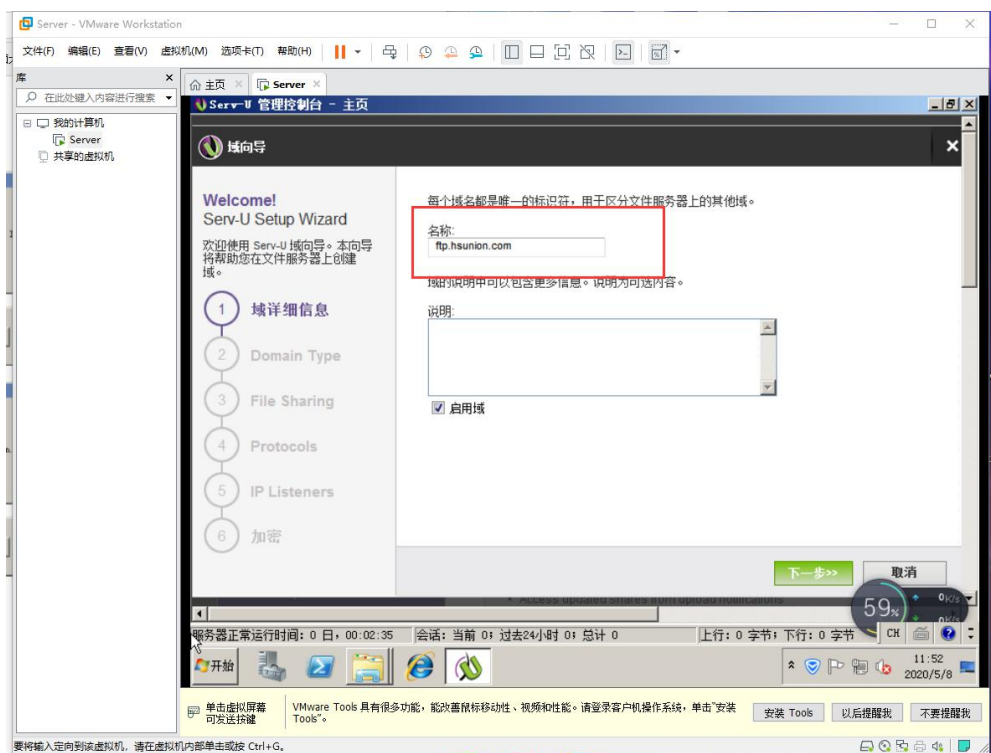 Server - VMware Workstation
文件(F) 编辑(E) 查看(V) 虚拟机(M) 选项卡(T) 帮助(H)
库
在此处键入内容进行搜索
我的计算机
Server
共享的虚拟机
主页
Server
Serv-U 管理控制台 - 主页
域向导
Welcome!
Serv-U Setup Wizard
欢迎使用 Serv-U 域向导。本向导
将帮助您在文件服务器上创建
域。
1 域详细信息
2 Domain Type
3 File Sharing
4 Protocols
5 IP Listeners
6 加密
每个域名都是唯一的标识符，用于区分文件服务器上的其他域。
名称:
ftp.hsunion.com
域的说明中可以包含更多信息。说明为可选内容。
说明:
启用域
下一步>>
取消
Access updated shares from upload notifications
59%
0K/s
0K/s
服务器正常运行时间: 0 日, 00:02:35
会话: 当前 0; 过去24小时 0; 总计 0
上行: 0 字节; 下行: 0 字节
CH
开始
11:52
2020/5/8
单击虚拟屏幕
可发送按键
VMware Tools 具有很多功能，能改善鼠标移动性、视频和性能。请登录客户机操作系统，单击“安装
Tools”。
安装 Tools
以后提醒我
不要提醒我
要将输入定向到该虚拟机，请在虚拟机内部单击或按 Ctrl+G。